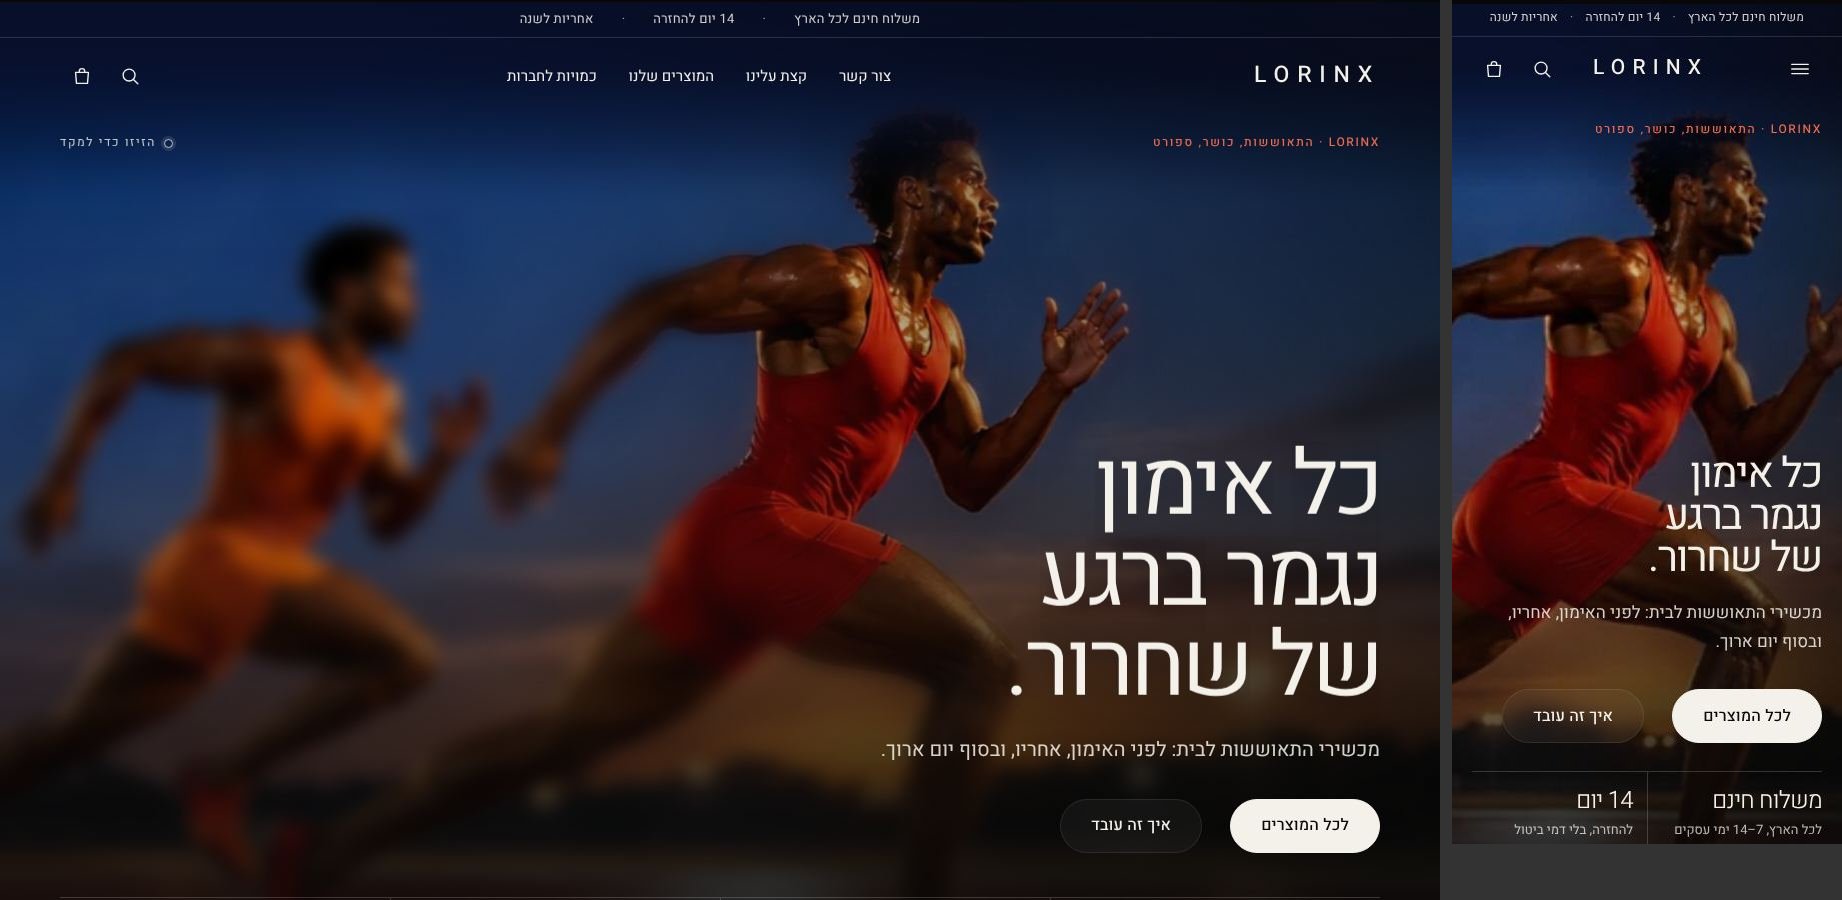 משלוח חינם לכל הארץ · 14 יום להחזרה · אחריות לשנה
LORINX
צור קשר
קצת עלינו
המוצרים שלנו
כמויות לחברות
LORINX · התאוששות, כושר, ספורט
הזיזו כדי למקד
כל אימון
נגמר ברגע
של שחרור.
מכשירי התאוששות לבית: לפני האימון, אחריו, ובסוף יום ארוך.
לכל המוצרים
איך זה עובד
משלוח חינם לכל הארץ · 14 יום להחזרה · אחריות לשנה
LORINX
LORINX · התאוששות, כושר, ספורט
כל אימון
נגמר ברגע
של שחרור.
מכשירי התאוששות לבית: לפני האימון, אחריו,
ובסוף יום ארוך.
לכל המוצרים
איך זה עובד
משלוח חינם
לכל הארץ, 7–14 ימי עסקים
14 יום
להחזרה, בלי דמי ביטול